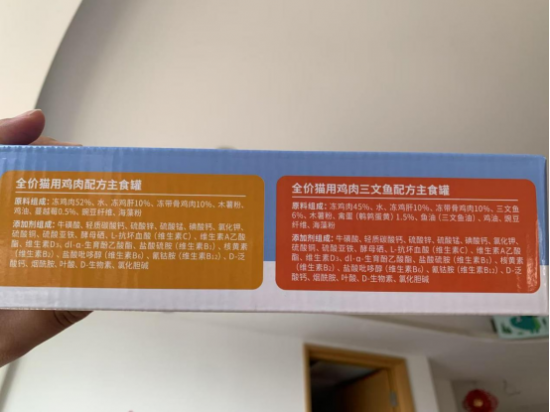 全价猫用鸡肉配方主食罐
原料组成：冻鸡肉52%、水、冻鸡肝10%、冻带骨鸡肉10%、木薯粉、
鸡油、蔓越莓0.5%、豌豆纤维、海藻粉
添加剂组成：牛磺酸、轻质碳酸钙、硫酸锌、硫酸锰、碘酸钙、氯化钾、
硫酸铜、硫酸亚铁、酵母硒、L-抗坏血酸（维生素C）、维生素A乙酸
酯、维生素D₃、dl-α-生育酚乙酸酯、盐酸硫胺（维生素B₁）、核黄素
（维生素B₂）、盐酸吡哆醇（维生素B₆）、氰钴胺（维生素B₁₂）、D-泛
酸钙、烟酰胺、叶酸、D-生物素、氯化胆碱
全价猫用鸡肉三文鱼配方主食罐
原料组成：冻鸡肉45%、水、冻鸡肝10%、冻带骨鸡肉10%、三文鱼
6%、木薯粉、禽蛋（鹌鹑蛋黄）1.5%、鱼油（三文鱼油）、鸡油、豌豆
纤维、海藻粉
添加剂组成：牛磺酸、轻质碳酸钙、硫酸锌、硫酸锰、碘酸钙、氯化钾、
硫酸铜、硫酸亚铁、酵母硒、L-抗坏血酸（维生素C）、维生素A乙酸
酯、维生素D₃、dl-α-生育酚乙酸酯、盐酸硫胺（维生素B₁）、核黄素
（维生素B₂）、盐酸吡哆醇（维生素B₆）、氰钴胺（维生素B₁₂）、D-泛
酸钙、烟酰胺、叶酸、D-生物素、氯化胆碱